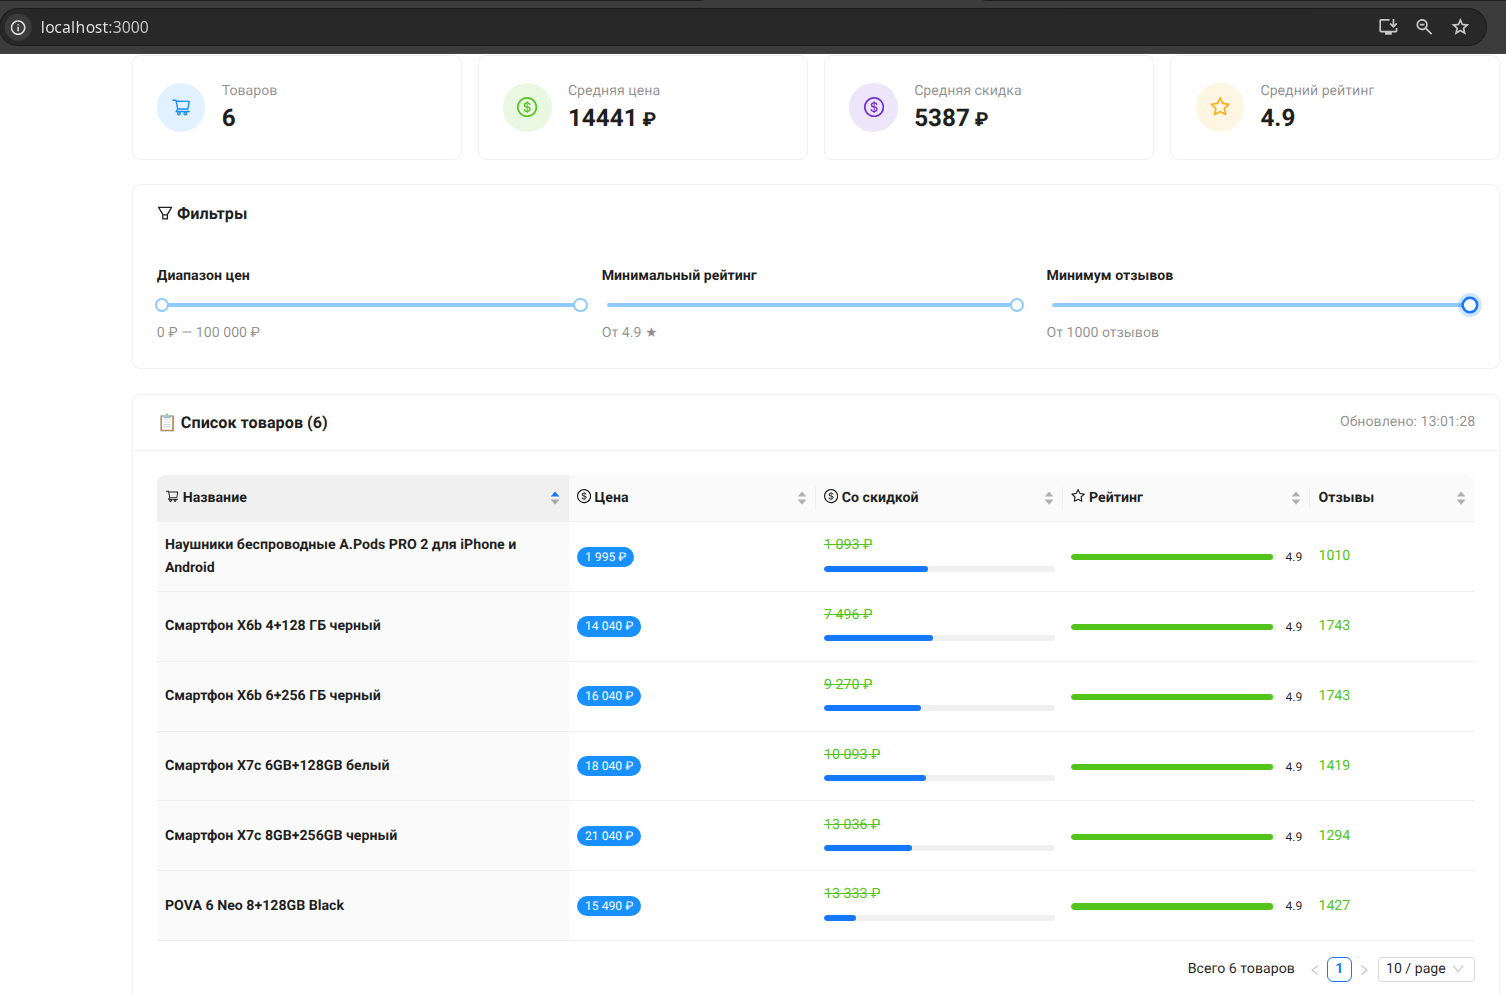 localhost:3000
Товаров
6
Средняя цена
14441 ₽
Средняя скидка
5387 ₽
Средний рейтинг
4.9
Фильтры
Диапазон цен
0 ₽ — 100 000 ₽
Минимальный рейтинг
От 4.9 ★
Минимум отзывов
От 1000 отзывов
📋 Список товаров (6)
Обновлено: 13:01:28
Название Цена Со скидкой Рейтинг Отзывы
Наушники беспроводные A.Pods PRO 2 для iPhone и
Android
1 995 ₽ 1 093 ₽ 4.9 1010
Смартфон X6b 4+128 ГБ черный 14 040 ₽ 7 496 ₽ 4.9 1743
Смартфон X6b 6+256 ГБ черный 16 040 ₽ 9 270 ₽ 4.9 1743
Смартфон X7c 6GB+128GB белый 18 040 ₽ 10 093 ₽ 4.9 1419
Смартфон X7c 8GB+256GB черный 21 040 ₽ 13 036 ₽ 4.9 1294
POVA 6 Neo 8+128GB Black 15 490 ₽ 13 333 ₽ 4.9 1427
Всего 6 товаров < 1 > 10 / page